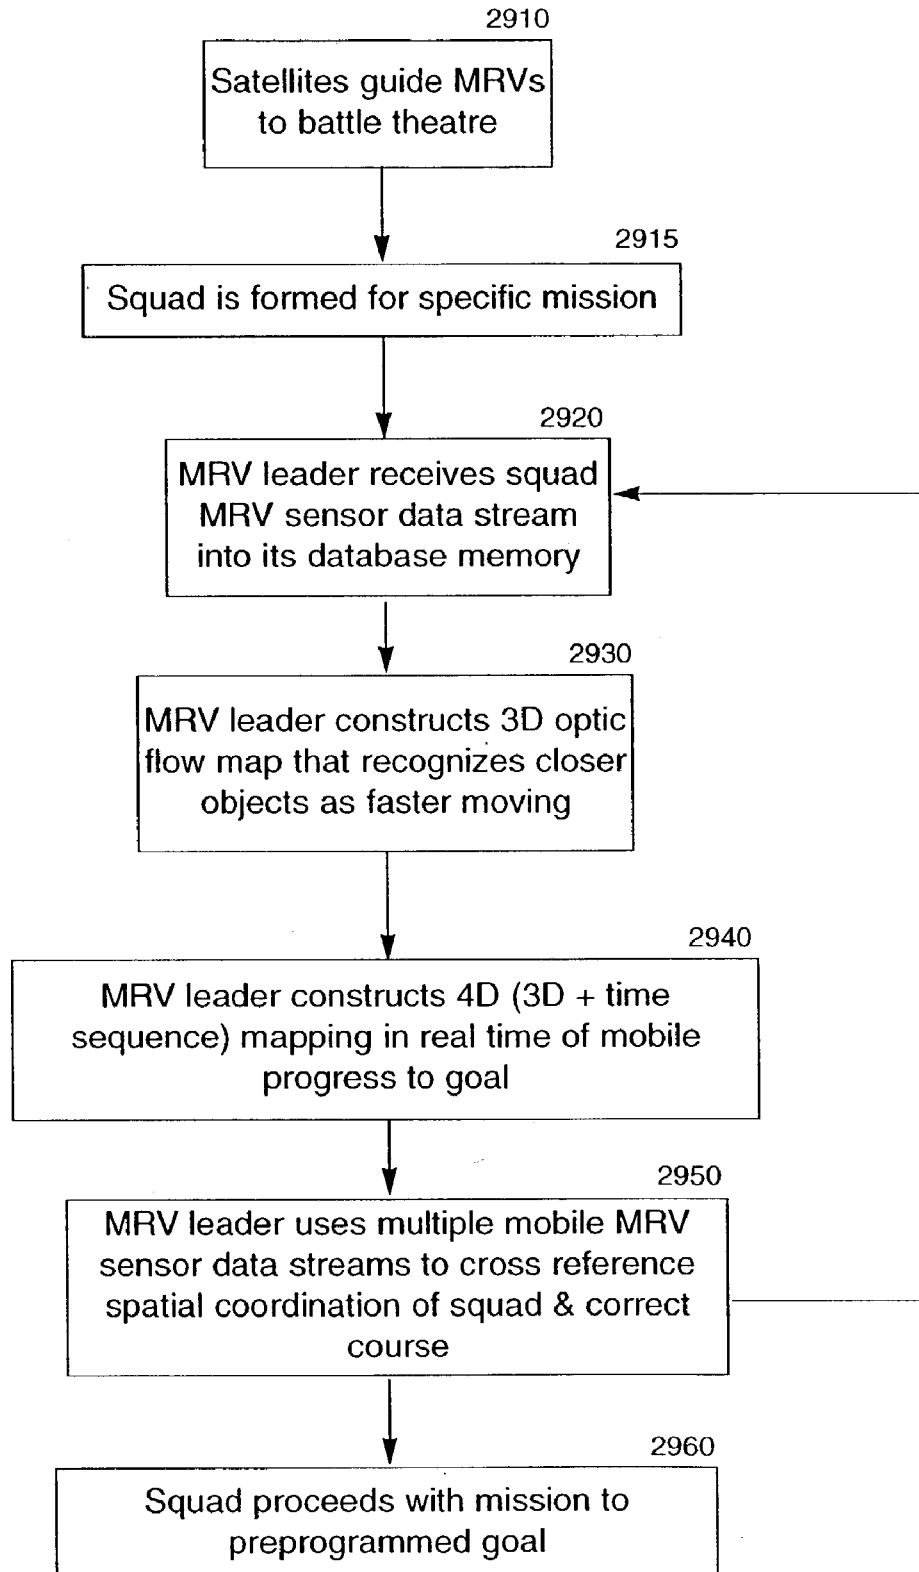 2910
Satellites guide MRVs
to battle theatre
2915
Squad is formed for specific mission
2920
MRV leader receives squad
MRV sensor data stream
into its database memory
2930
MRV leader constructs 3D optic
flow map that recognizes closer
objects as faster moving
2940
MRV leader constructs 4D (3D + time
sequence) mapping in real time of mobile
progress to goal
2950
MRV leader uses multiple mobile MRV
sensor data streams to cross reference
spatial coordination of squad & correct
course
2960
Squad proceeds with mission to
preprogrammed goal